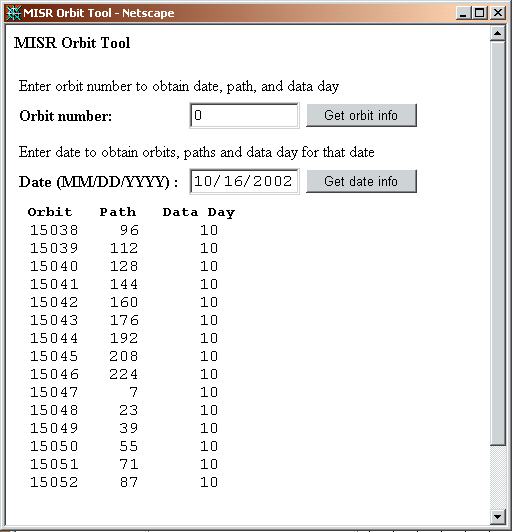 MISR Orbit Tool - Netscape
MISR Orbit Tool
Enter orbit number to obtain date, path, and data day
Orbit number: 0 Get orbit info
Enter date to obtain orbits, paths and data day for that date
Date (MM/DD/YYYY) : 10/16/2002 Get date info
Orbit Path Data Day
15038 96 10
15039 112 10
15040 128 10
15041 144 10
15042 160 10
15043 176 10
15044 192 10
15045 208 10
15046 224 10
15047 7 10
15048 23 10
15049 39 10
15050 55 10
15051 71 10
15052 87 10